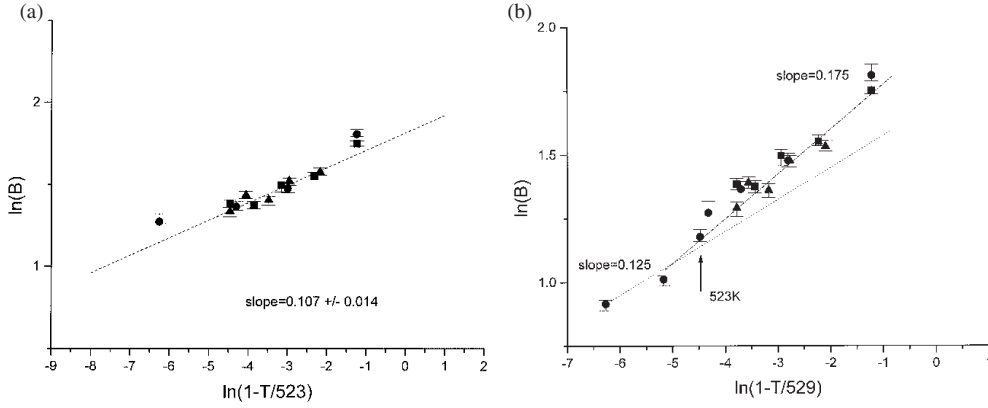 (a)
ln(B)
2
1
slope=0.107 +/- 0.014
-9 -8 -7 -6 -5 -4 -3 -2 -1 0 1 2
ln(1-T/523)
(b)
ln(B)
2.0
1.5
1.0
slope=0.175
slope=0.125
523K
-7 -6 -5 -4 -3 -2 -1 0 1
ln(1-T/529)